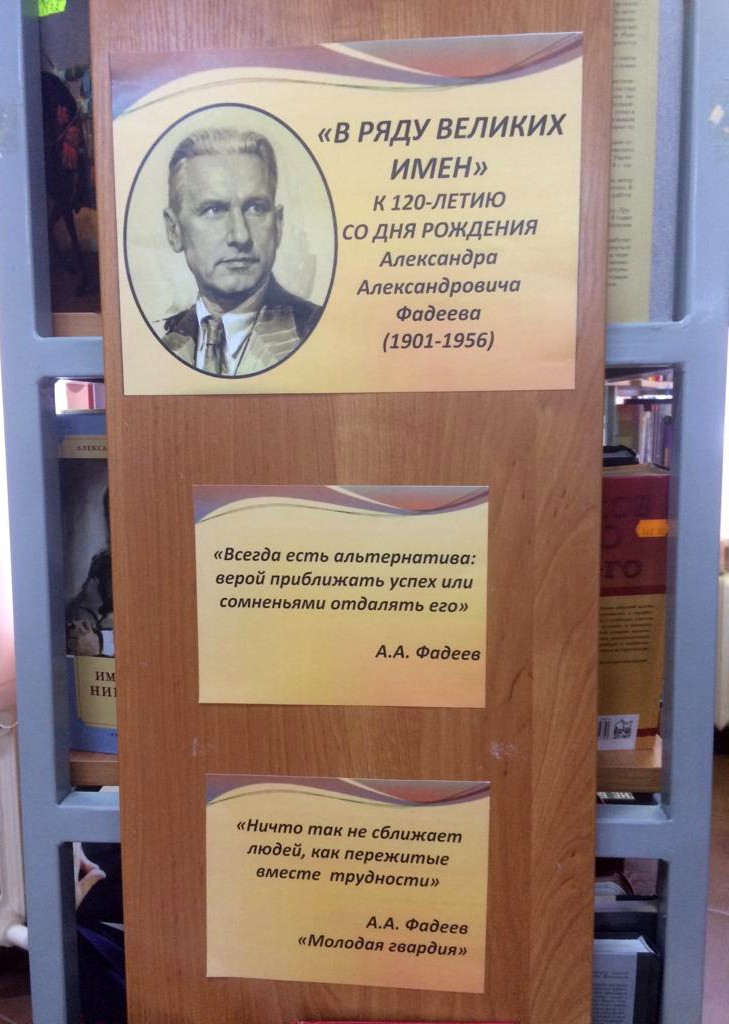 «В РЯДУ ВЕЛИКИХ
ИМЕН»
К 120-ЛЕТИЮ
СО ДНЯ РОЖДЕНИЯ
Александра
Александровича
Фадеева
(1901-1956)
«Всегда есть альтернатива:
верой приближать успех или
сомненьями отдалять его»
А.А. Фадеев
«Ничто так не сближает
людей, как пережитые
вместе трудности»
А.А. Фадеев
«Молодая гвардия»